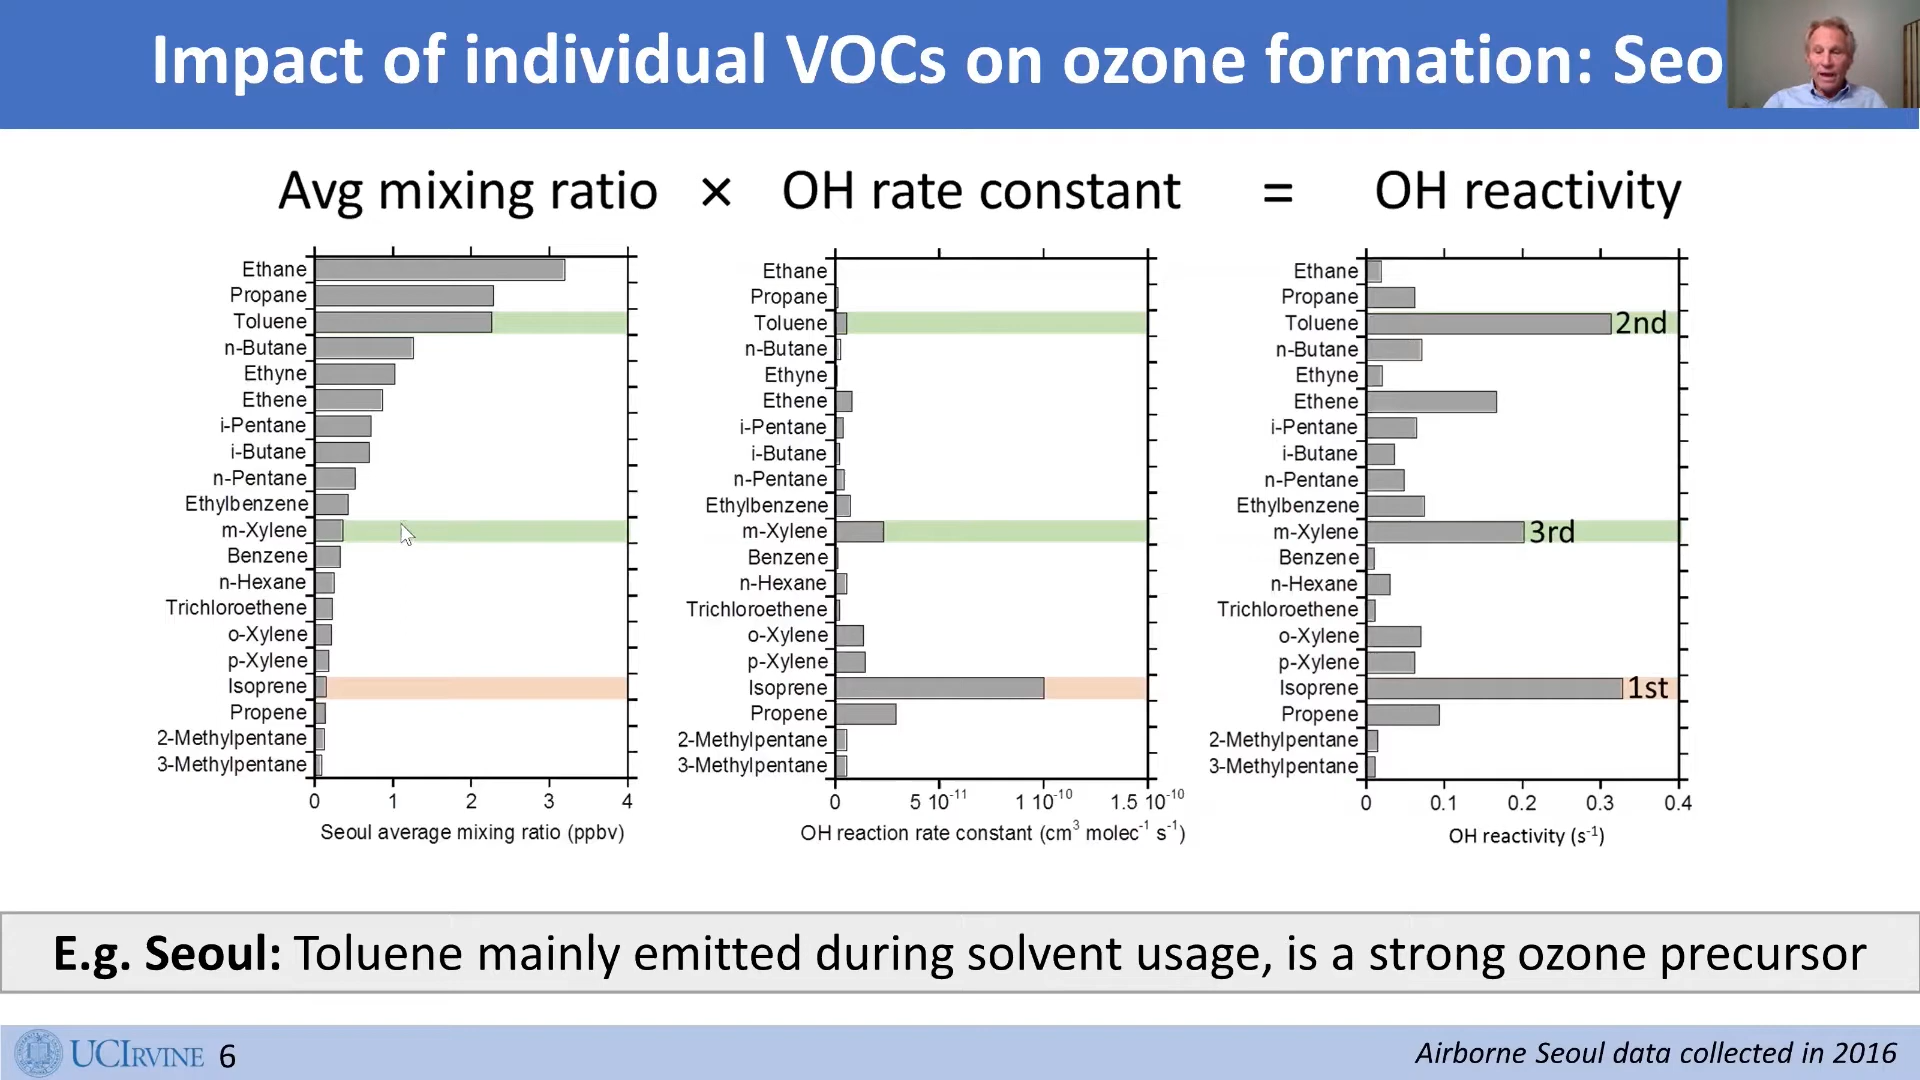 Impact of individual VOCs on ozone formation: Seo
Avg mixing ratio × OH rate constant = OH reactivity
Ethane
Propane
Toluene
n-Butane
Ethyne
Ethene
i-Pentane
i-Butane
n-Pentane
Ethylbenzene
m-Xylene
Benzene
n-Hexane
Trichloroethene
o-Xylene
p-Xylene
Isoprene
Propene
2-Methylpentane
3-Methylpentane
0 1 2 3 4
Seoul average mixing ratio (ppbv)
Ethane
Propane
Toluene
n-Butane
Ethyne
Ethene
i-Pentane
i-Butane
n-Pentane
Ethylbenzene
m-Xylene
Benzene
n-Hexane
Trichloroethene
o-Xylene
p-Xylene
Isoprene
Propene
2-Methylpentane
3-Methylpentane
0 5 10⁻¹¹ 1 10⁻¹⁰ 1.5 10⁻¹⁰
OH reaction rate constant (cm³ molec⁻¹ s⁻¹)
Ethane
Propane
Toluene 2nd
n-Butane
Ethyne
Ethene
i-Pentane
i-Butane
n-Pentane
Ethylbenzene
m-Xylene 3rd
Benzene
n-Hexane
Trichloroethene
o-Xylene
p-Xylene
Isoprene 1st
Propene
2-Methylpentane
3-Methylpentane
0 0.1 0.2 0.3 0.4
OH reactivity (s⁻¹)
E.g. Seoul: Toluene mainly emitted during solvent usage, is a strong ozone precursor
UCIRVINE 6
Airborne Seoul data collected in 2016